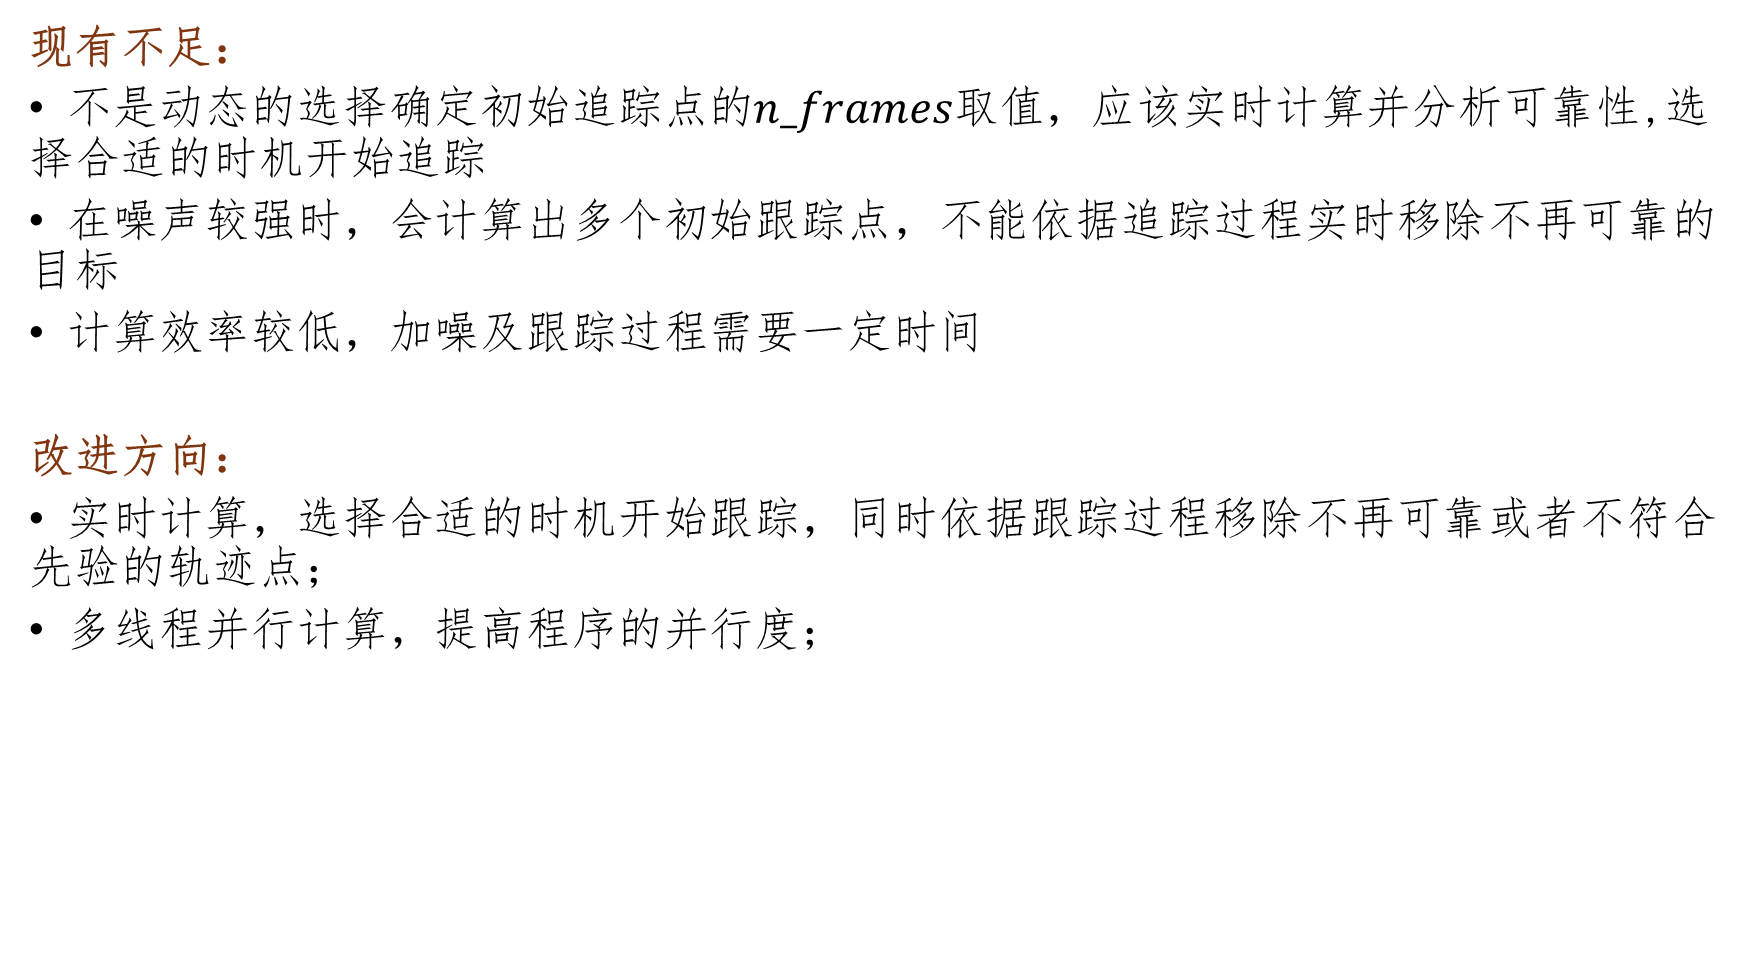 现有不足：
• 不是动态的选择确定初始追踪点的n_frames取值，应该实时计算并分析可靠性,选
择合适的时机开始追踪
• 在噪声较强时，会计算出多个初始跟踪点，不能依据追踪过程实时移除不再可靠的
目标
• 计算效率较低，加噪及跟踪过程需要一定时间
改进方向：
• 实时计算，选择合适的时机开始跟踪，同时依据跟踪过程移除不再可靠或者不符合
先验的轨迹点；
• 多线程并行计算，提高程序的并行度；